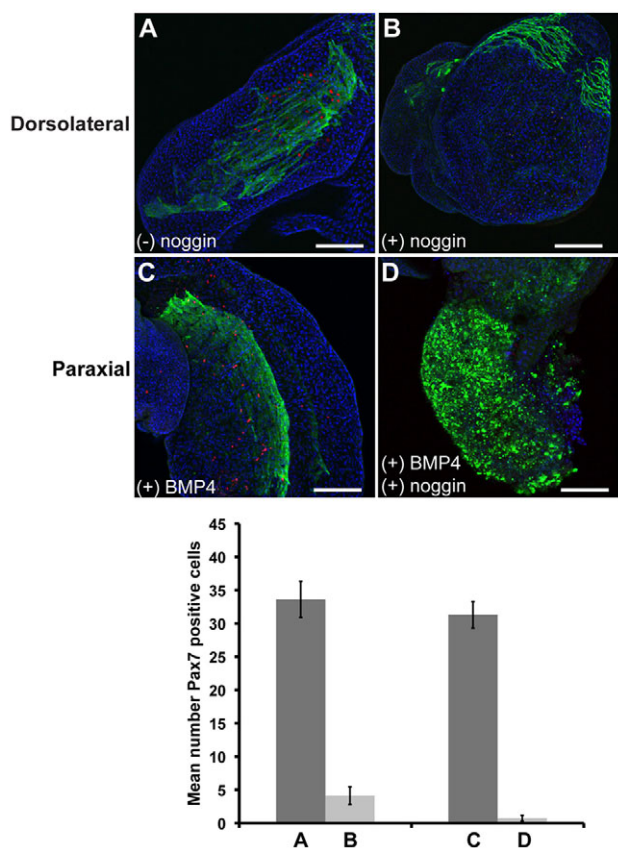 A
B
Dorsolateral
(-) noggin
(+) noggin
C
D
Paraxial
(+) BMP4
(+) BMP4
(+) noggin
45
40
35
30
25
20
15
10
5
0
Mean number Pax7 positive cells
A B C D